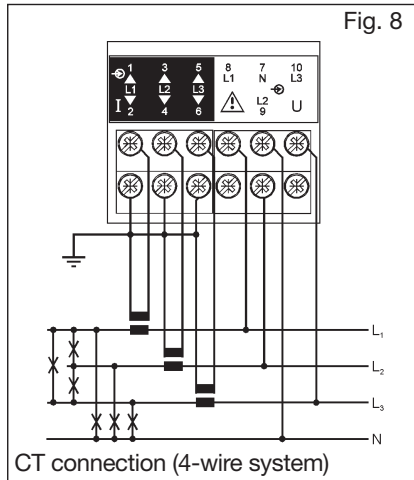 Fig. 8
1 3 5 8 7 10
L1 N L3
L1 L2 L3
I 2 4 6 L2 9 U
L1
L2
L3
N
CT connection (4-wire system)